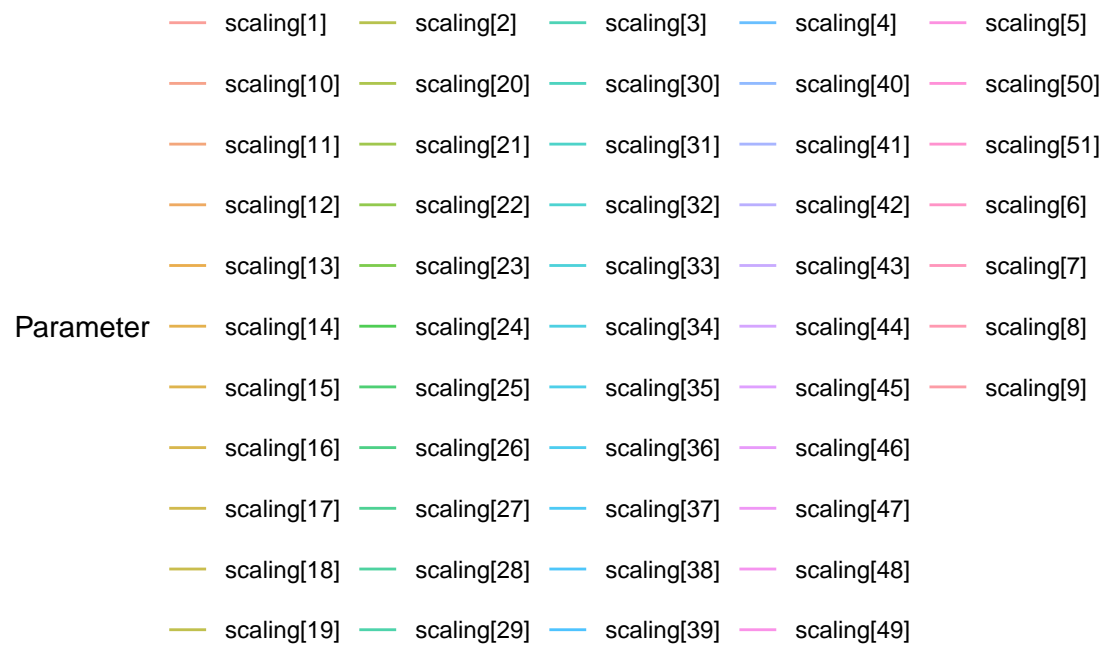 scaling[1] scaling[2] scaling[3] scaling[4] scaling[5]
scaling[10] scaling[20] scaling[30] scaling[40] scaling[50]
scaling[11] scaling[21] scaling[31] scaling[41] scaling[51]
scaling[12] scaling[22] scaling[32] scaling[42] scaling[6]
scaling[13] scaling[23] scaling[33] scaling[43] scaling[7]
Parameter scaling[14] scaling[24] scaling[34] scaling[44] scaling[8]
scaling[15] scaling[25] scaling[35] scaling[45] scaling[9]
scaling[16] scaling[26] scaling[36] scaling[46]
scaling[17] scaling[27] scaling[37] scaling[47]
scaling[18] scaling[28] scaling[38] scaling[48]
scaling[19] scaling[29] scaling[39] scaling[49]